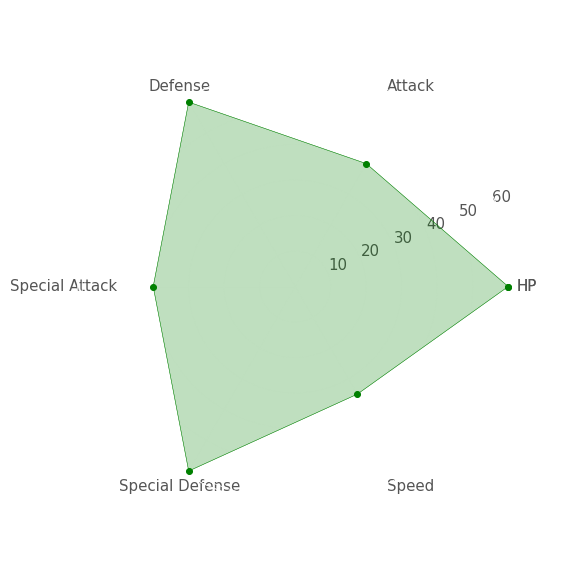 Defense
Attack
60
50
40
30
20
10
Special Attack
HP
Special Defense
Speed